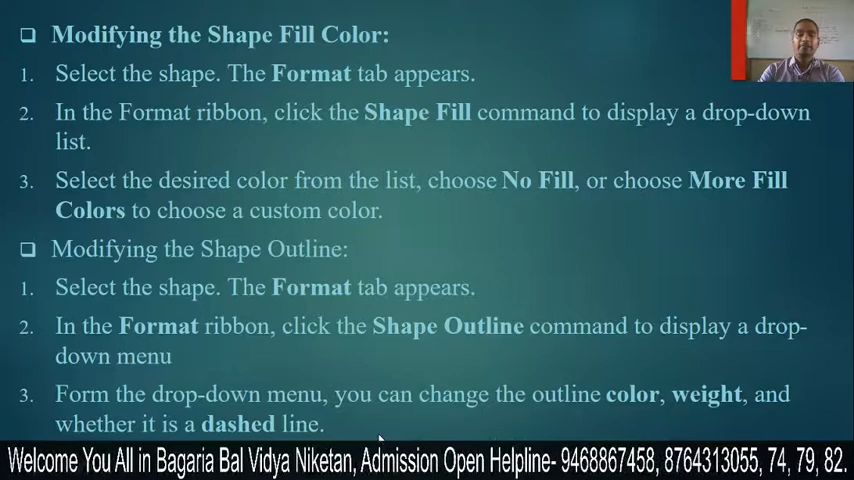 ❑ Modifying the Shape Fill Color:
1. Select the shape. The Format tab appears.
2. In the Format ribbon, click the Shape Fill command to display a drop-down
list.
3. Select the desired color from the list, choose No Fill, or choose More Fill
Colors to choose a custom color.
❑ Modifying the Shape Outline:
1. Select the shape. The Format tab appears.
2. In the Format ribbon, click the Shape Outline command to display a drop-
down menu
3. Form the drop-down menu, you can change the outline color, weight, and
whether it is a dashed line.
Welcome You All in Bagaria Bal Vidya Niketan, Admission Open Helpline- 9468867458, 8764313055, 74, 79, 82.